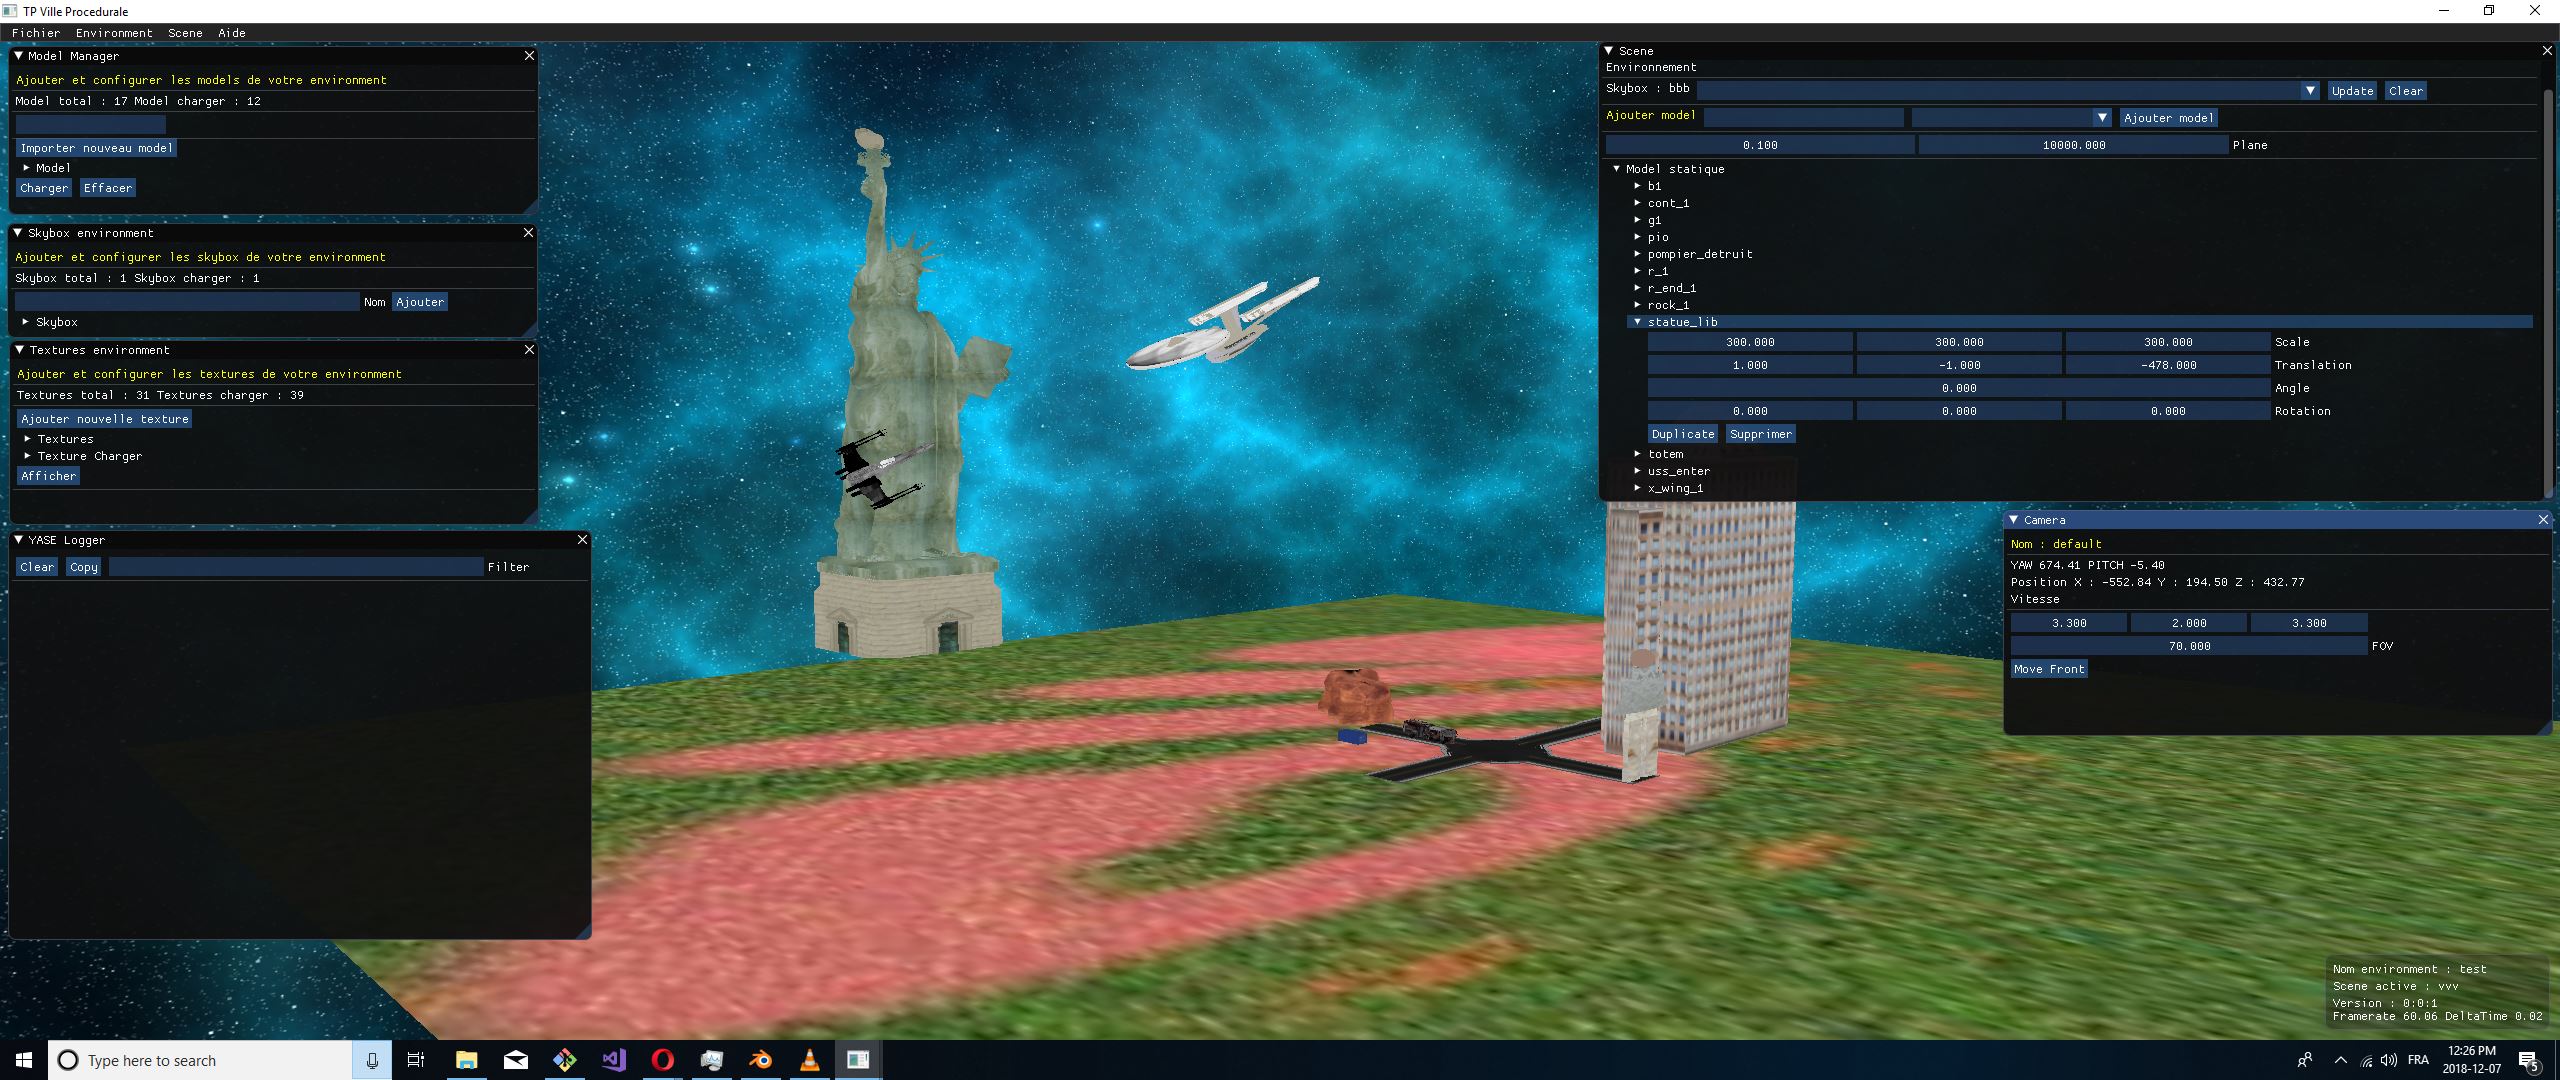 TP Ville Procedurale
Fichier Environment Scene Aide
Model Manager
Ajouter et configurer les models de votre environment
Model total : 17 Model charger : 12
Importer nouveau model
Model
Charger Effacer
Skybox environment
Ajouter et configurer les skybox de votre environment
Skybox total : 1 Skybox charger : 1
Nom Ajouter
Skybox
Textures environment
Ajouter et configurer les textures de votre environment
Textures total : 31 Textures charger : 39
Ajouter nouvelle texture
Textures
Texture Charger
Afficher
YASE Logger
Clear Copy Filter
Scene
Environnement
Skybox : bbb Update Clear
Ajouter model Ajouter model
0.100 10000.000 Plane
Model statique
b1
cont_1
g1
pio
pompier_detruit
r_1
r_end_1
rock_1
statue_lib
300.000 300.000 300.000 Scale
1.000 -1.000 -478.000 Translation
0.000 Angle
0.000 0.000 0.000 Rotation
Duplicate Supprimer
totem
uss_enter
x_wing_1
Camera
Nom : default
YAW 674.41 PITCH -5.40
Position X : -552.84 Y : 194.50 Z : 432.77
Vitesse
3.300 2.000 3.300
70.000 FOV
Move Front
Nom environment : test
Scene active : vvv
Version : 0:0:1
Framerate 60.06 DeltaTime 0.02
Type here to search
FRA
12:26 PM
2018-12-07
5